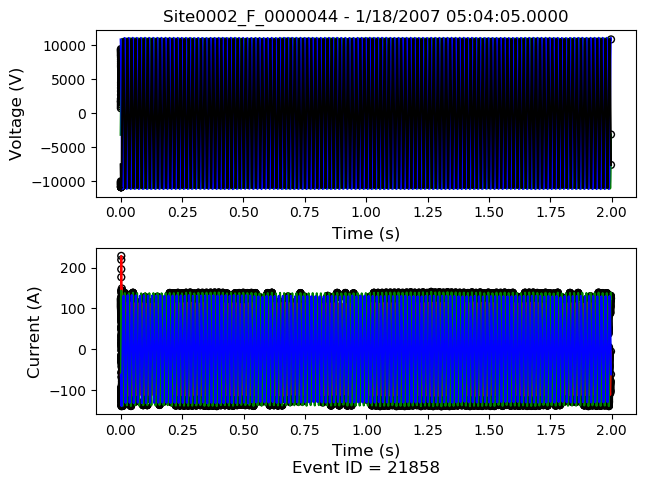 Site0002_F_0000044 - 1/18/2007 05:04:05.0000
Voltage (V)
10000
5000
0
−5000
−10000
0.00 0.25 0.50 0.75 1.00 1.25 1.50 1.75 2.00
Time (s)
Current (A)
200
100
0
−100
0.00 0.25 0.50 0.75 1.00 1.25 1.50 1.75 2.00
Time (s)
Event ID = 21858